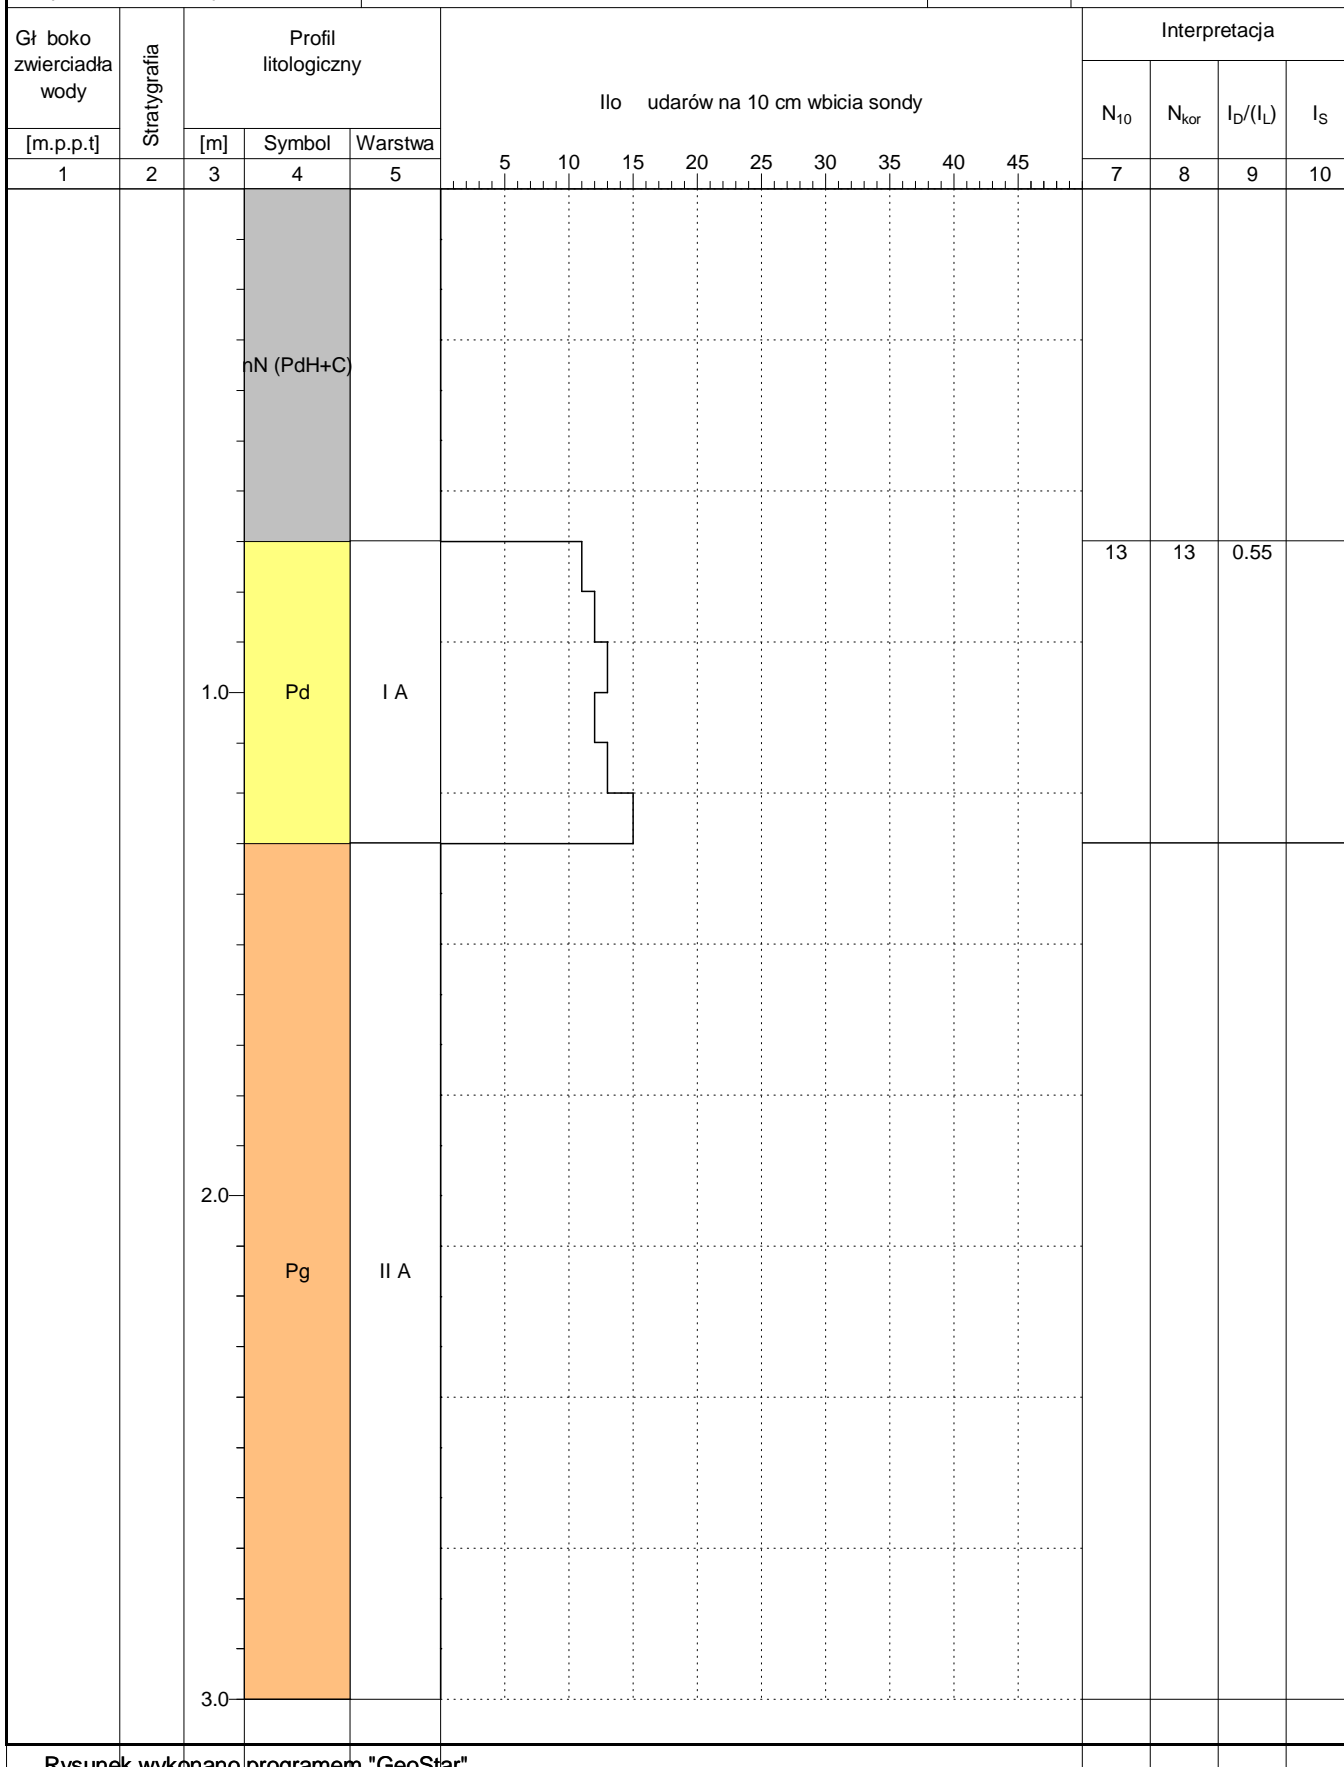 Gł boko
zwierciadła
wody
[m.p.p.t]
Stratygrafia
Profil
litologiczny
[m] Symbol Warstwa
Ilo udarów na 10 cm wbicia sondy
Interpretacja
N10 Nkor ID/(IL) IS
5 10 15 20 25 30 35 40 45
1 2 3 4 5 7 8 9 10
nN (PdH+C)
13 13 0.55
1.0 Pd I A
2.0
Pg II A
3.0
Rysunek wykonano programem "GeoStar"